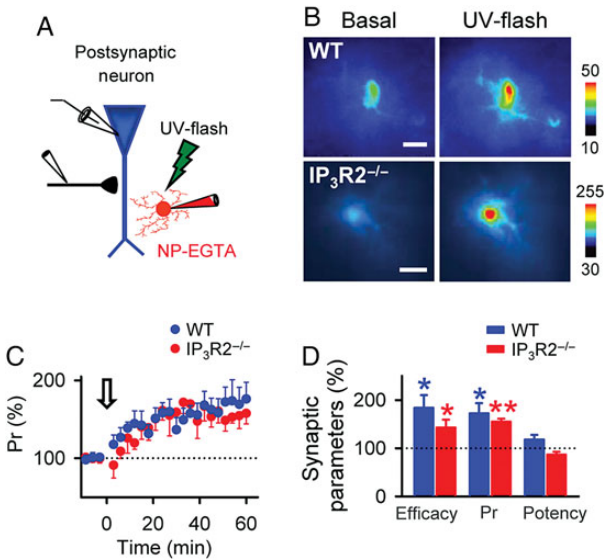 A
Postsynaptic
neuron
UV-flash
NP-EGTA
B
Basal
UV-flash
WT
IP₃R2⁻/⁻
50
10
255
30
C
WT
IP₃R2⁻/⁻
Pr (%)
200
100
0
20
40
60
Time (min)
D
WT
IP₃R2⁻/⁻
Synaptic
parameters (%)
200
100
0
*
*
*
**
Efficacy
Pr
Potency